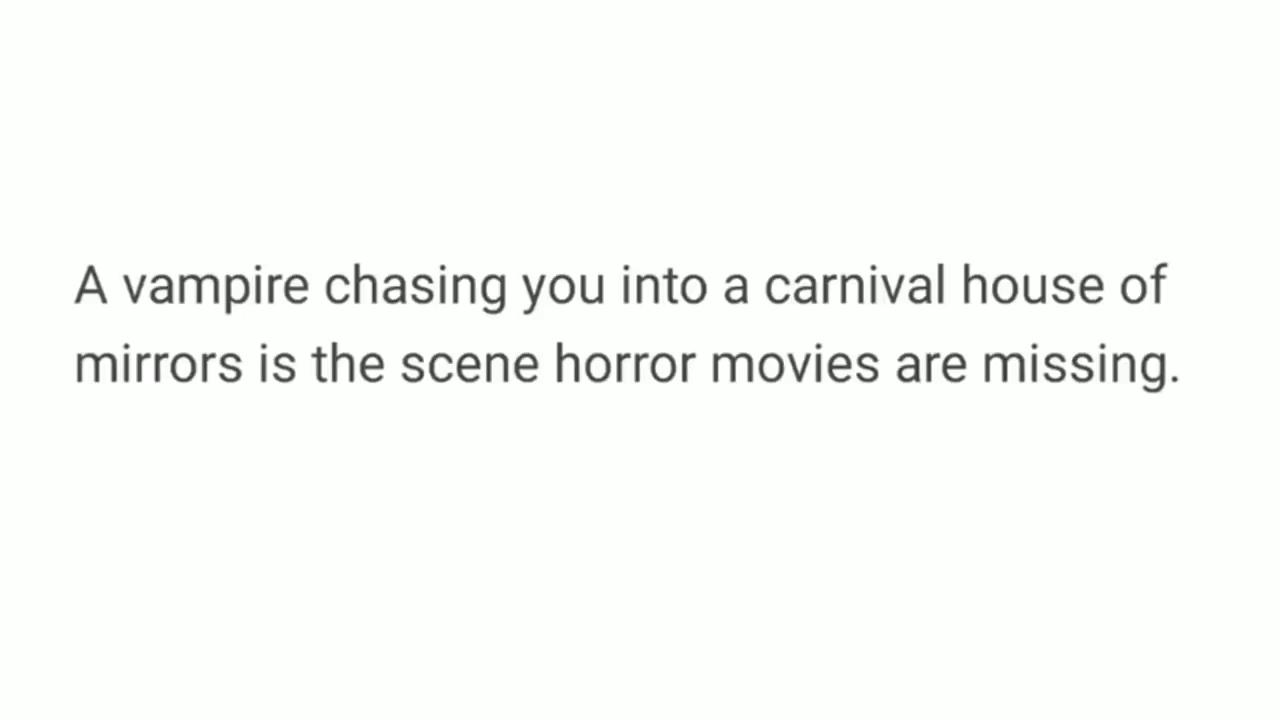 A vampire chasing you into a carnival house of
mirrors is the scene horror movies are missing.